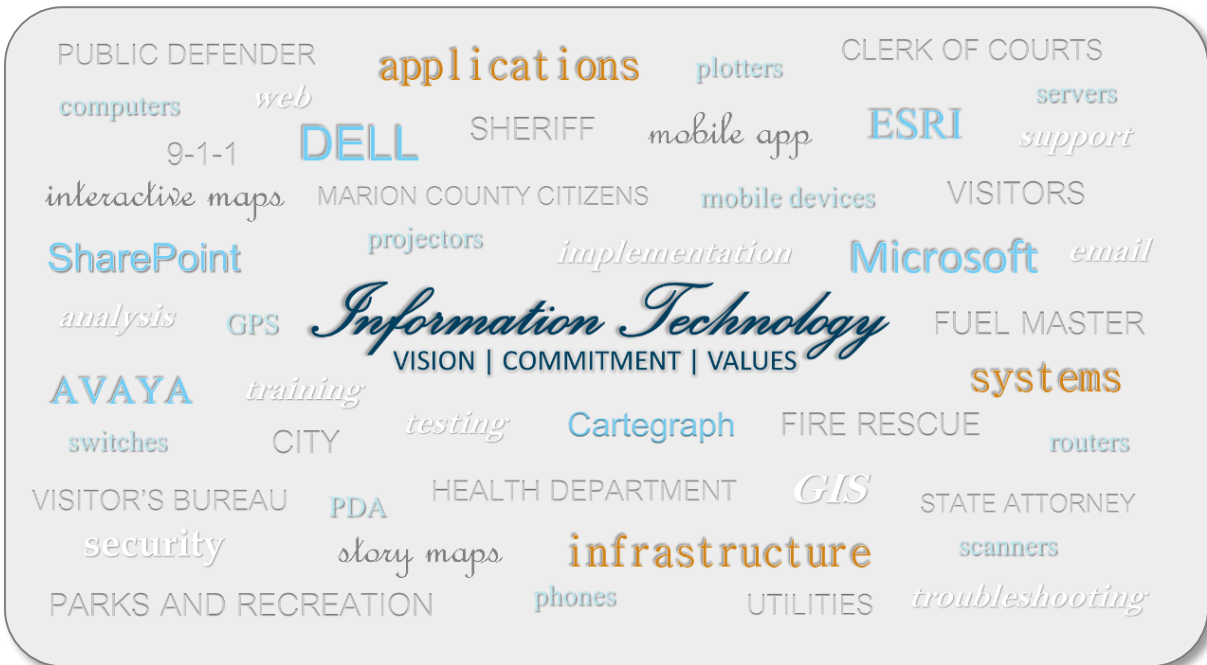 PUBLIC DEFENDER applications plotters CLERK OF COURTS
computers web servers
9-1-1 DELL SHERIFF mobile app ESRI support
interactive maps MARION COUNTY CITIZENS mobile devices VISITORS
SharePoint projectors implementation Microsoft email
analysis GPS Information Technology FUEL MASTER
VISION | COMMITMENT | VALUES
AVAYA training systems
switches CITY testing Cartegraph FIRE RESCUE routers
VISITOR'S BUREAU PDA HEALTH DEPARTMENT GIS STATE ATTORNEY
security story maps infrastructure scanners
PARKS AND RECREATION phones UTILITIES troubleshooting